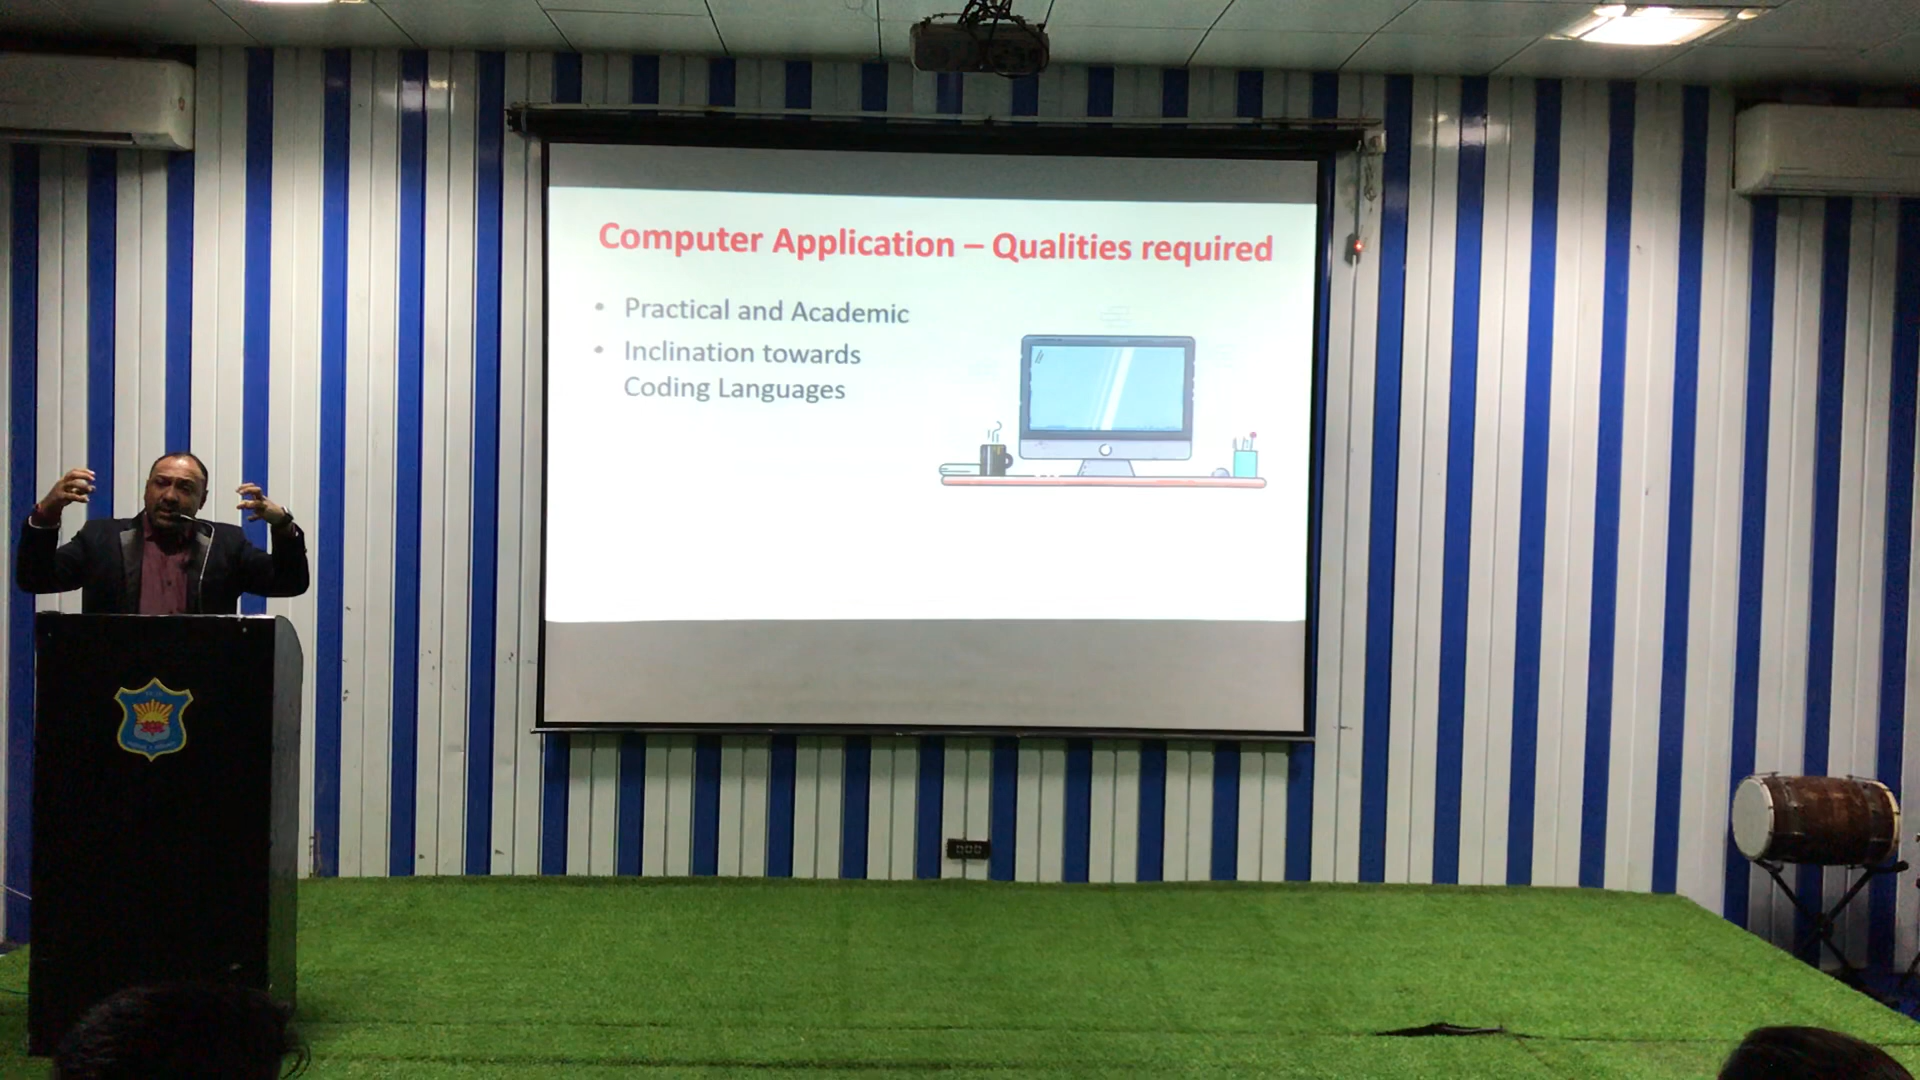 Computer Application – Qualities required
• Practical and Academic
• Inclination towards
Coding Languages